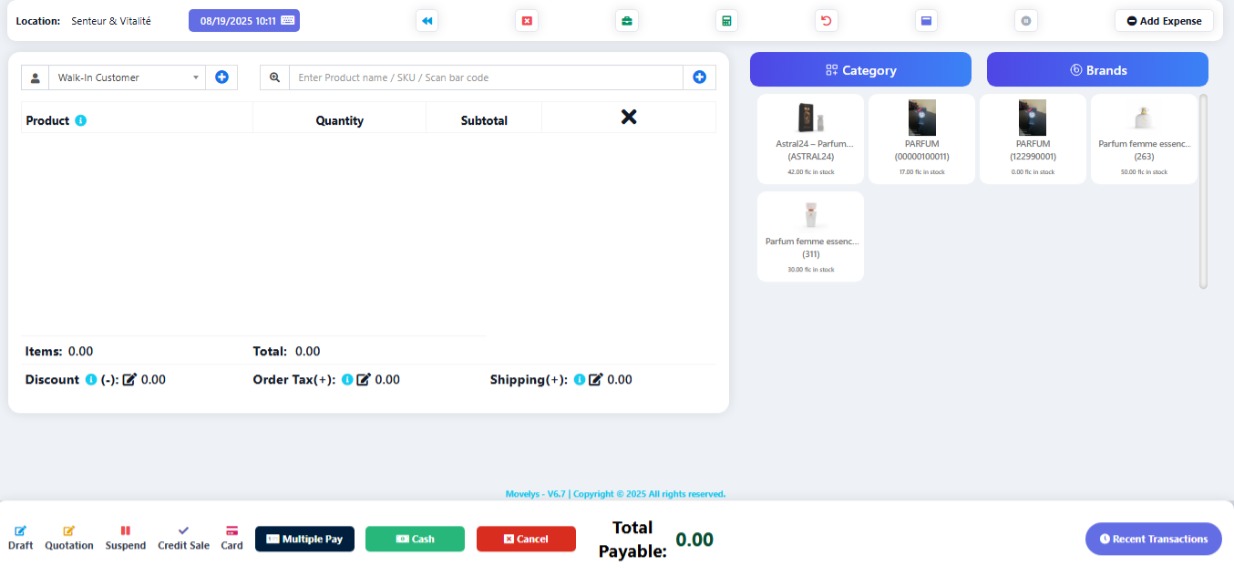 Location: Senteur & Vitalité
08/19/2025 10:11
Add Expense
Walk-In Customer
Enter Product name / SKU / Scan bar code
Category
Brands
Product
Quantity
Subtotal
Astral24 – Parfum...
(ASTRAL24)
42.00 flc in stock
PARFUM
(00000100011)
17.00 flc in stock
PARFUM
(122990001)
0.00 flc in stock
Parfum femme essenc...
(263)
50.00 flc in stock
Parfum femme essenc...
(311)
30.00 flc in stock
Items: 0.00
Total: 0.00
Discount (-): 0.00
Order Tax(+): 0.00
Shipping(+): 0.00
Movelys - V6.7 | Copyright © 2025 All rights reserved.
Draft
Quotation
Suspend
Credit Sale
Card
Multiple Pay
Cash
Cancel
Total
Payable: 0.00
Recent Transactions